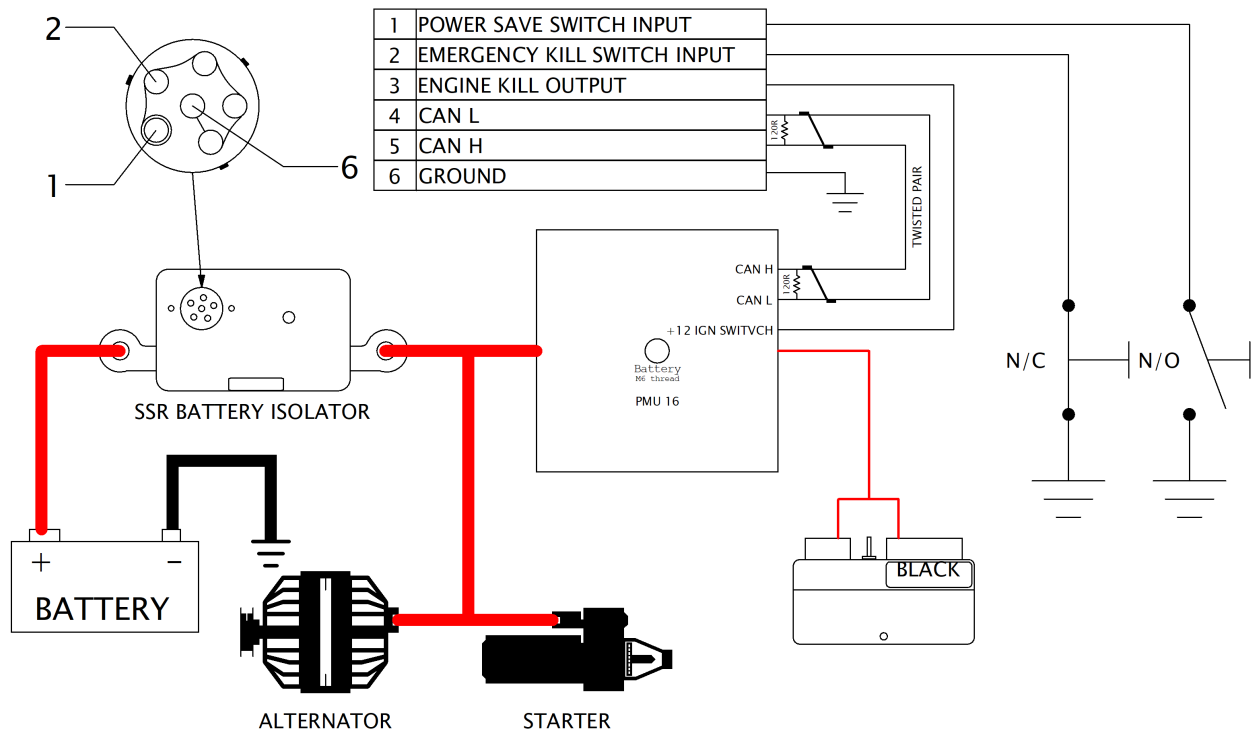 2
1
6
1 POWER SAVE SWITCH INPUT
2 EMERGENCY KILL SWITCH INPUT
3 ENGINE KILL OUTPUT
4 CAN L
5 CAN H
6 GROUND
120R
TWISTED PAIR
CAN H
120R
CAN L
+12 IGN SWITVCH
Battery
M6 thread
PMU 16
N/C
N/O
SSR BATTERY ISOLATOR
+ −
BATTERY
BLACK
ALTERNATOR
STARTER